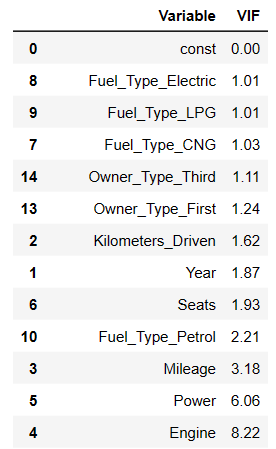 Variable VIF
0 const 0.00
8 Fuel_Type_Electric 1.01
9 Fuel_Type_LPG 1.01
7 Fuel_Type_CNG 1.03
14 Owner_Type_Third 1.11
13 Owner_Type_First 1.24
2 Kilometers_Driven 1.62
1 Year 1.87
6 Seats 1.93
10 Fuel_Type_Petrol 2.21
3 Mileage 3.18
5 Power 6.06
4 Engine 8.22